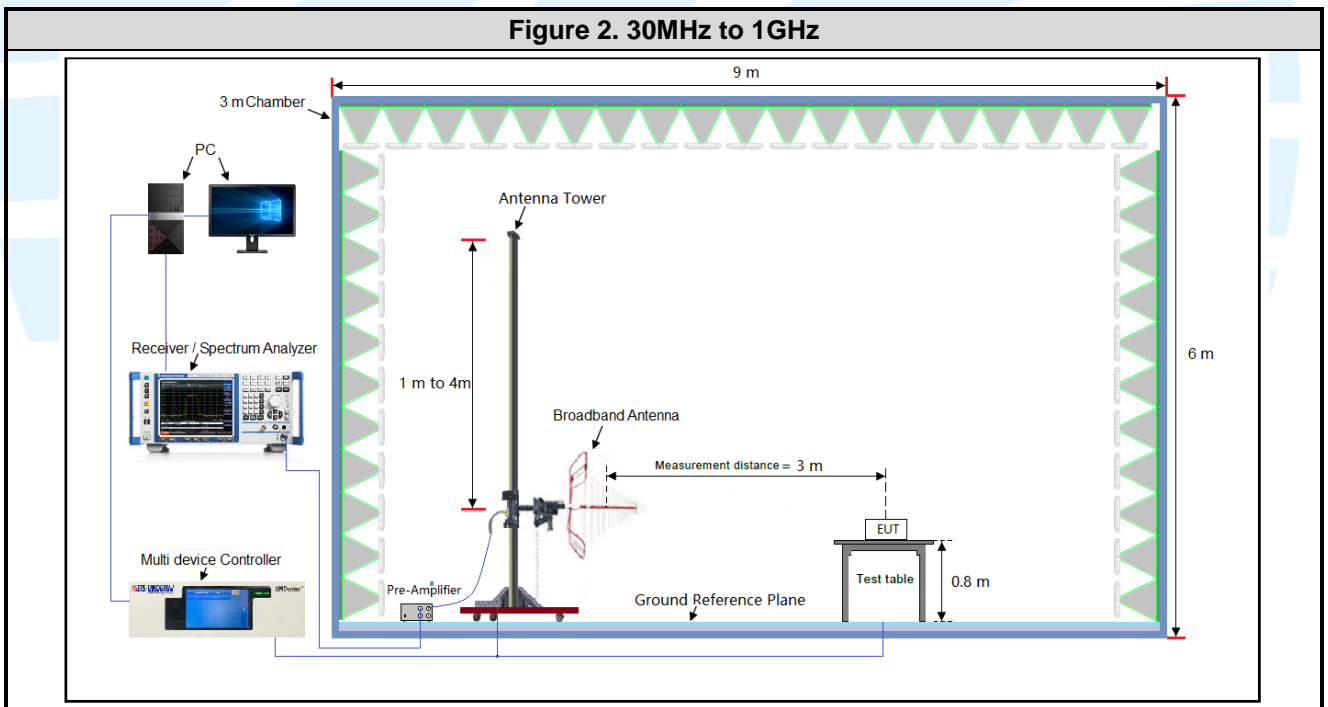 Figure 2. 30MHz to 1GHz
9 m
3 m Chamber
PC
Antenna Tower
Receiver / Spectrum Analyzer
6 m
1 m to 4m
Broadband Antenna
Measurement distance = 3 m
EUT
Multi device Controller
Test table
0.8 m
Pre-Amplifier
Ground Reference Plane